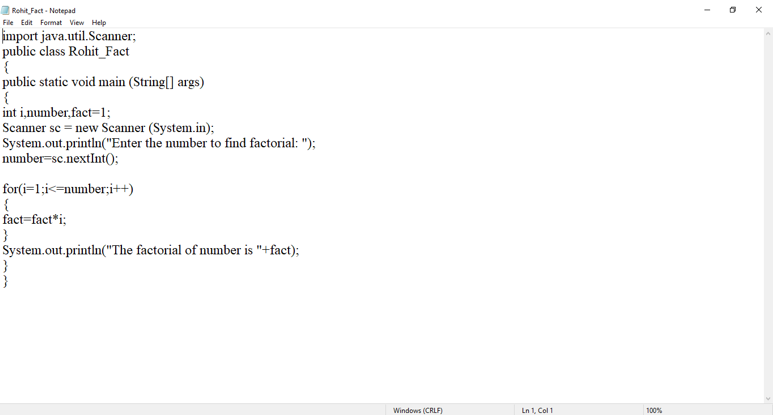 Rohit_Fact - Notepad
File Edit Format View Help
import java.util.Scanner;
public class Rohit_Fact
{
public static void main (String[] args)
{
int i,number,fact=1;
Scanner sc = new Scanner (System.in);
System.out.println("Enter the number to find factorial: ");
number=sc.nextInt();
for(i=1;i<=number;i++)
{
fact=fact*i;
}
System.out.println("The factorial of number is "+fact);
}
}
Windows (CRLF) Ln 1, Col 1 100%